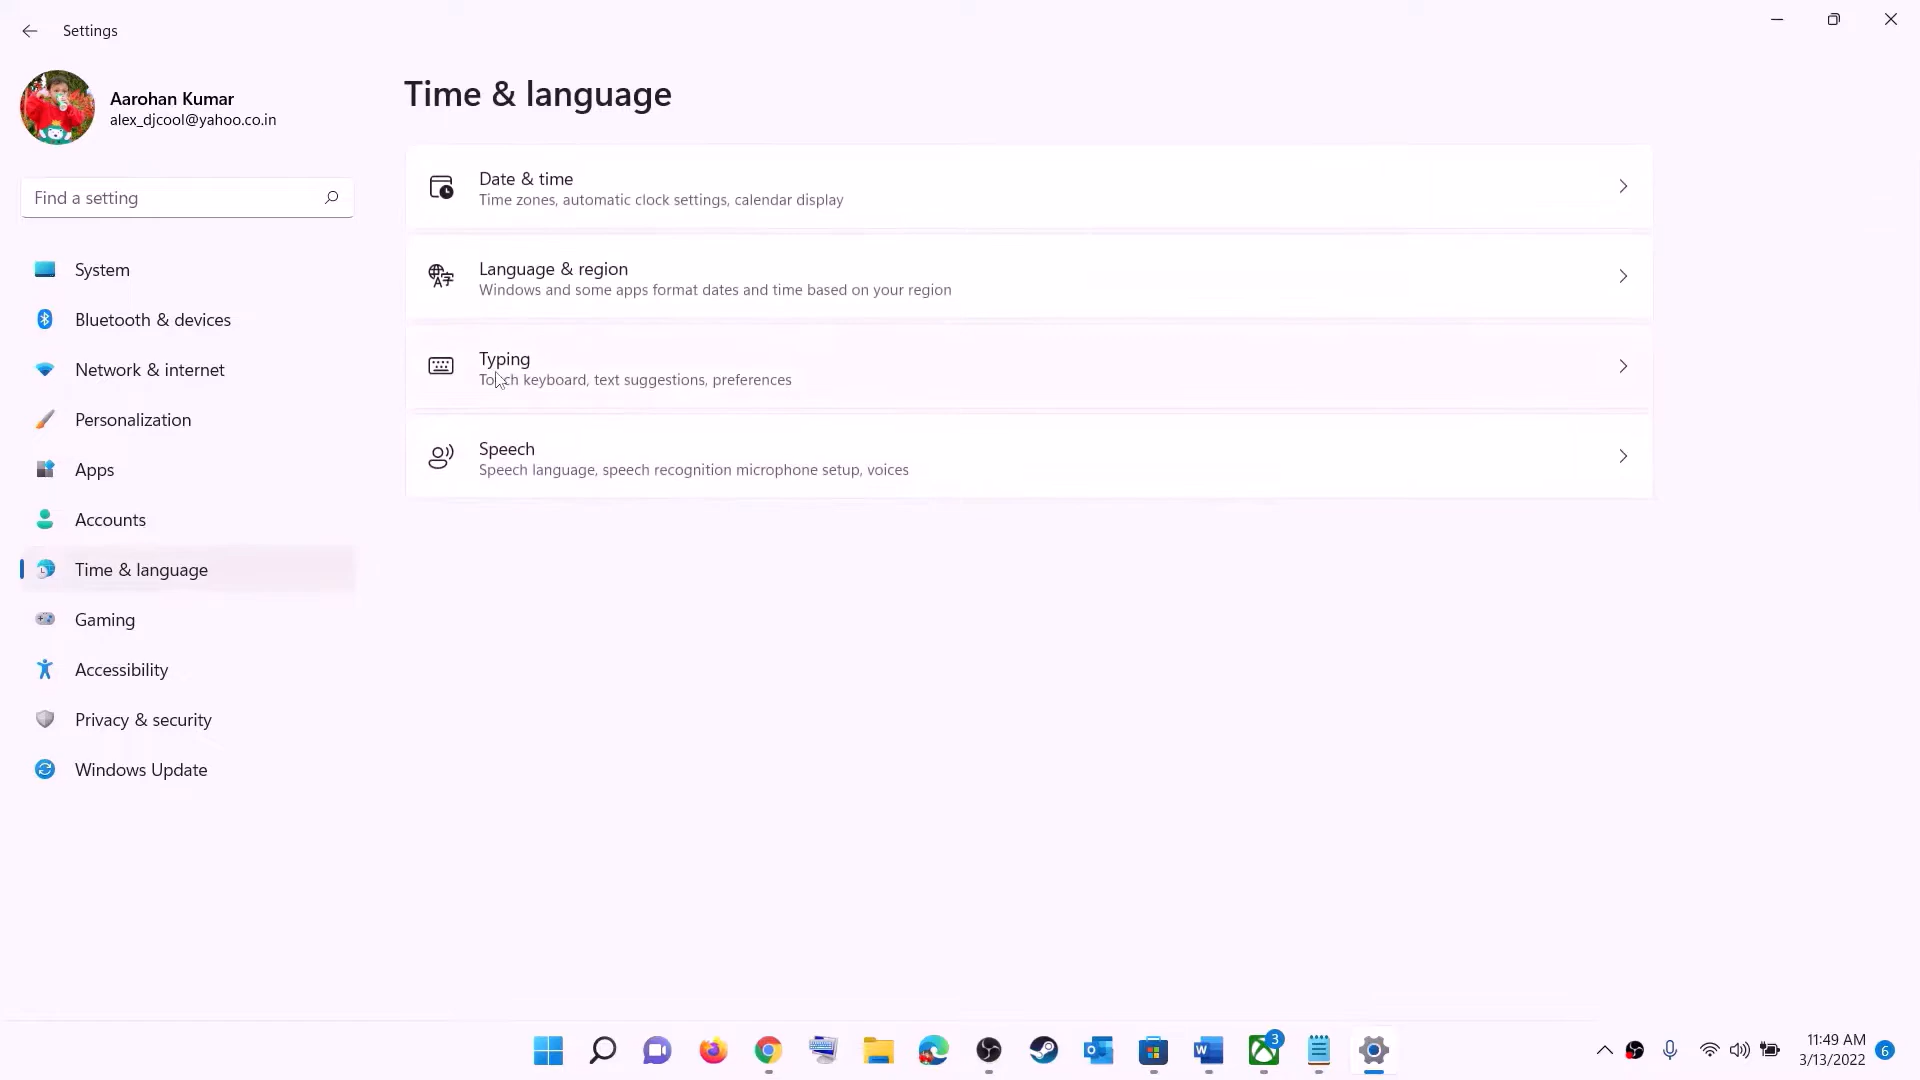 Settings
Aarohan Kumar
alex_djcool@yahoo.co.in
Find a setting
System
Bluetooth & devices
Network & internet
Personalization
Apps
Accounts
Time & language
Gaming
Accessibility
Privacy & security
Windows Update
Time & language
Date & time
Time zones, automatic clock settings, calendar display
Language & region
Windows and some apps format dates and time based on your region
Typing
Touch keyboard, text suggestions, preferences
Speech
Speech language, speech recognition microphone setup, voices
3
11:49 AM
3/13/2022
6